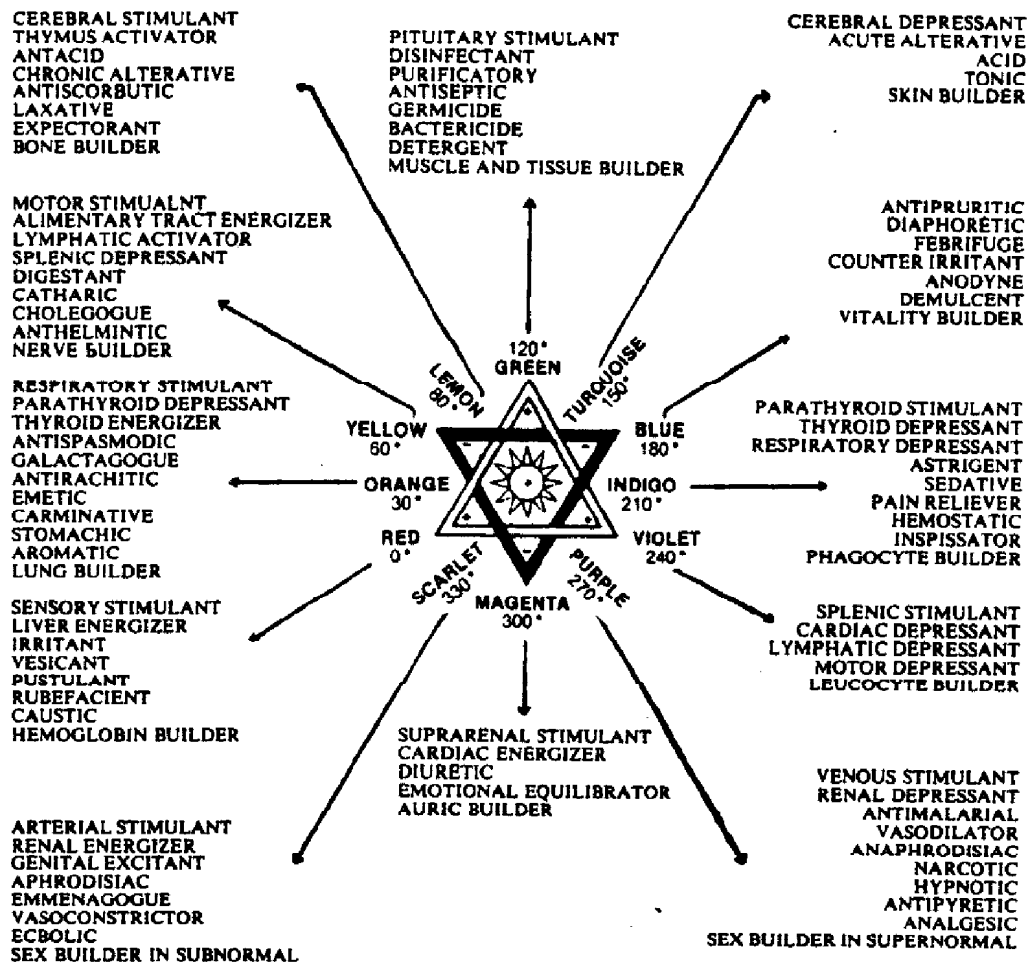 CEREBRAL STIMULANT
THYMUS ACTIVATOR
ANTACID
CHRONIC ALTERATIVE
ANTISCORBUTIC
LAXATIVE
EXPECTORANT
BONE BUILDER
PITUITARY STIMULANT
DISINFECTANT
PURIFICATORY
ANTISEPTIC
GERMICIDE
BACTERICIDE
DETERGENT
MUSCLE AND TISSUE BUILDER
CEREBRAL DEPRESSANT
ACUTE ALTERATIVE
ACID
TONIC
SKIN BUILDER
MOTOR STIMUALNT
ALIMENTARY TRACT ENERGIZER
LYMPHATIC ACTIVATOR
SPLENIC DEPRESSANT
DIGESTANT
CATHARIC
CHOLEGOGUE
ANTHELMINTIC
NERVE BUILDER
ANTIPRURITIC
DIAPHORETIC
FEBRIFUGE
COUNTER IRRITANT
ANODYNE
DEMULCENT
VITALITY BUILDER
RESPIRATORY STIMULANT
PARATHYROID DEPRESSANT
THYROID ENERGIZER
ANTISPASMODIC
GALACTAGOGUE
ANTIRACHITIC
EMETIC
CARMINATIVE
STOMACHIC
AROMATIC
LUNG BUILDER
LEMON
80°
120°
GREEN
TURQUOISE
150°
YELLOW
60°
BLUE
180°
ORANGE
30°
INDIGO
210°
RED
0°
VIOLET
240°
SCARLET
330°
MAGENTA
300°
PURPLE
270°
+
-
-
+
+
-
PARATHYROID STIMULANT
THYROID DEPRESSANT
RESPIRATORY DEPRESSANT
ASTRIGENT
SEDATIVE
PAIN RELIEVER
HEMOSTATIC
INSPISSATOR
PHAGOCYTE BUILDER
SENSORY STIMULANT
LIVER ENERGIZER
IRRITANT
VESICANT
PUSTULANT
RUBEFACIENT
CAUSTIC
HEMOGLOBIN BUILDER
SPLENIC STIMULANT
CARDIAC DEPRESSANT
LYMPHATIC DEPRESSANT
MOTOR DEPRESSANT
LEUCOCYTE BUILDER
SUPRARENAL STIMULANT
CARDIAC ENERGIZER
DIURETIC
EMOTIONAL EQUILIBRATOR
AURIC BUILDER
ARTERIAL STIMULANT
RENAL ENERGIZER
GENITAL EXCITANT
APHRODISIAC
EMMENAGOGUE
VASOCONSTRICTOR
ECBOLIC
SEX BUILDER IN SUBNORMAL
VENOUS STIMULANT
RENAL DEPRESSANT
ANTIMALARIAL
VASODILATOR
ANAPHRODISIAC
NARCOTIC
HYPNOTIC
ANTIPYRETIC
ANALGESIC
SEX BUILDER IN SUPERNORMAL